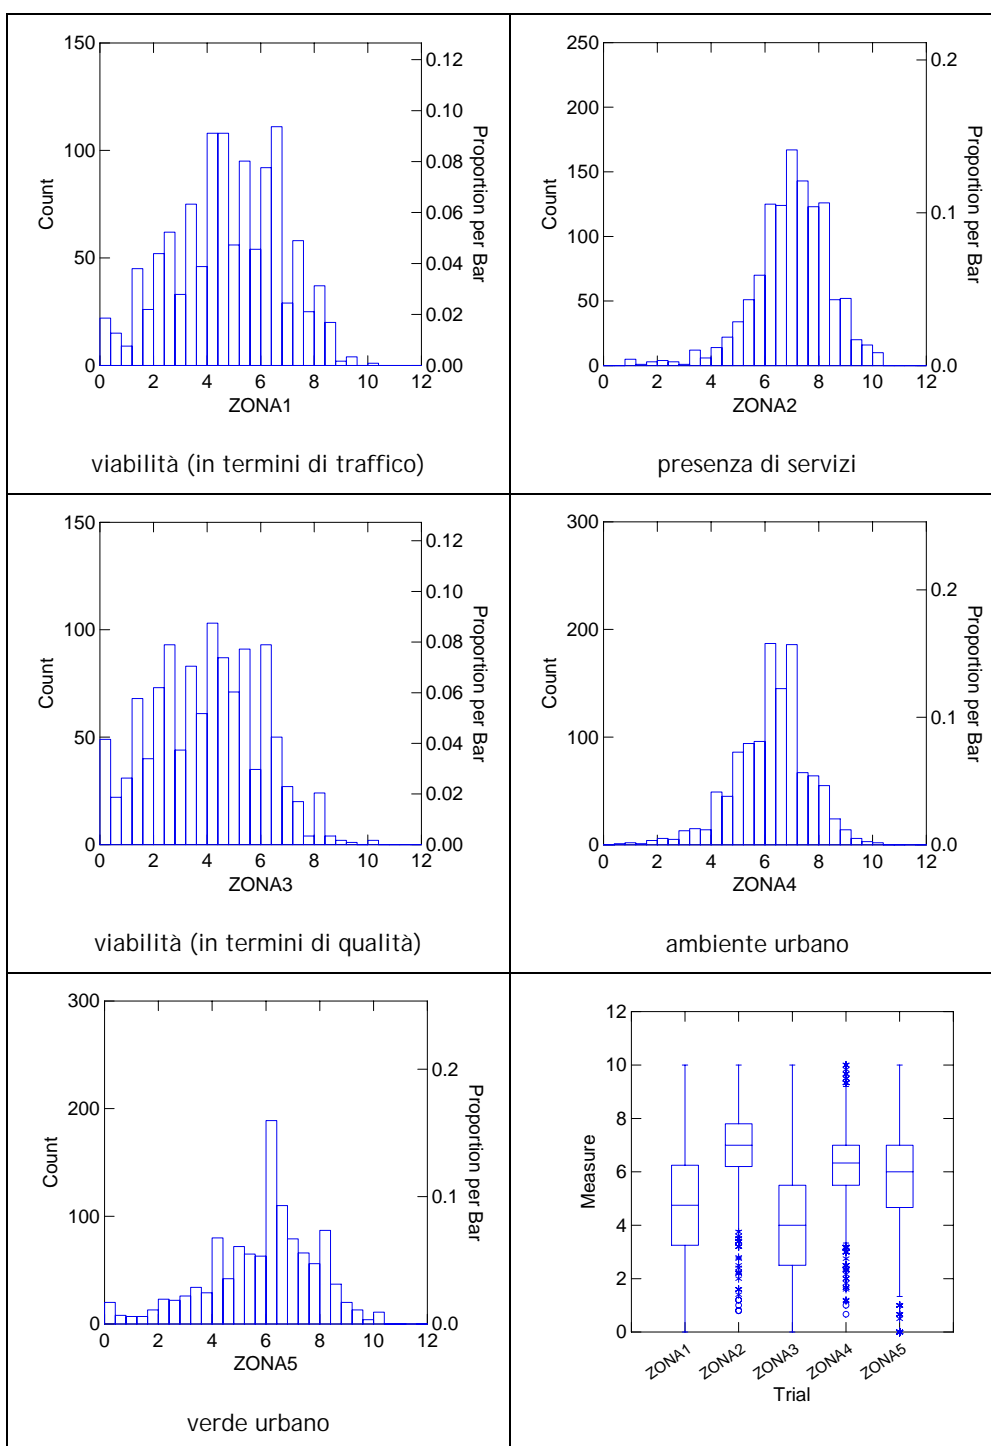 150
100
50
0
Count
0.12
0.10
0.08
0.06
0.04
0.02
0.00
Proportion per Bar
0 2 4 6 8 10 12
ZONA1
viabilità (in termini di traffico)
250
200
150
100
50
0
Count
0.2
0.1
0.0
Proportion per Bar
0 2 4 6 8 10 12
ZONA2
presenza di servizi
150
100
50
0
Count
0.12
0.10
0.08
0.06
0.04
0.02
0.00
Proportion per Bar
0 2 4 6 8 10 12
ZONA3
viabilità (in termini di qualità)
300
200
100
0
Count
0.2
0.1
0.0
Proportion per Bar
0 2 4 6 8 10 12
ZONA4
ambiente urbano
300
200
100
0
Count
0.2
0.1
0.0
Proportion per Bar
0 2 4 6 8 10 12
ZONA5
verde urbano
12
10
8
6
4
2
0
Measure
ZONA1
ZONA2
ZONA3
ZONA4
ZONA5
Trial